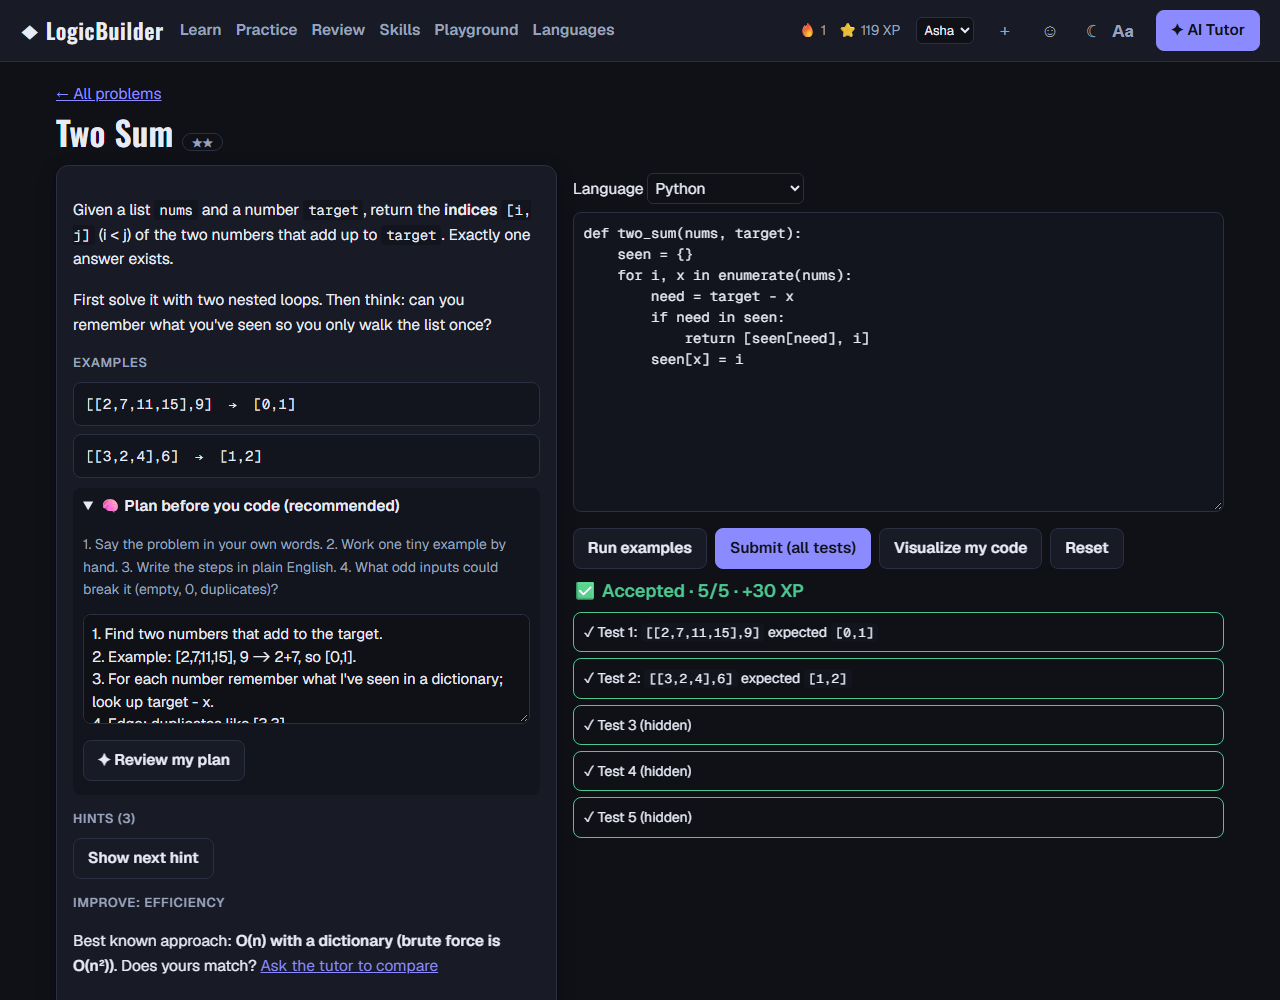 ◆ LogicBuilder Learn Practice Review Skills Playground Languages 🔥 1 ⭐ 119 XP Asha + ☺ ☾ Aa ✦ AI Tutor
← All problems
Two Sum ★★
Given a list nums and a number target, return the indices [i,
j] (i < j) of the two numbers that add up to target. Exactly one
answer exists.
First solve it with two nested loops. Then think: can you
remember what you've seen so you only walk the list once?
EXAMPLES
[[2,7,11,15],9] → [0,1]
[[3,2,4],6] → [1,2]
▼ 🧠 Plan before you code (recommended)
1. Say the problem in your own words. 2. Work one tiny example by
hand. 3. Write the steps in plain English. 4. What odd inputs could
break it (empty, 0, duplicates)?
1. Find two numbers that add to the target.
2. Example: [2,7,11,15], 9 --> 2+7, so [0,1].
3. For each number remember what I've seen in a dictionary;
look up target - x.
4. Edge: duplicates like [3,3]
✦ Review my plan
HINTS (3)
Show next hint
IMPROVE: EFFICIENCY
Best known approach: O(n) with a dictionary (brute force is
O(n²)). Does yours match? Ask the tutor to compare
Language Python
def two_sum(nums, target):
    seen = {}
    for i, x in enumerate(nums):
        need = target - x
        if need in seen:
            return [seen[need], i]
        seen[x] = i
Run examples Submit (all tests) Visualize my code Reset
✅ Accepted · 5/5 · +30 XP
✓ Test 1: [[2,7,11,15],9] expected [0,1]
✓ Test 2: [[3,2,4],6] expected [1,2]
✓ Test 3 (hidden)
✓ Test 4 (hidden)
✓ Test 5 (hidden)